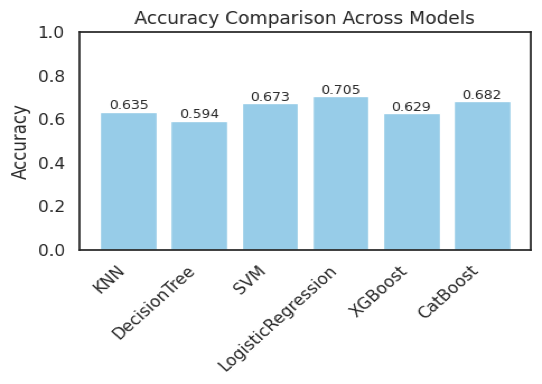 Accuracy Comparison Across Models
Accuracy
1.0
0.8
0.6
0.4
0.2
0.0
0.635
0.594
0.673
0.705
0.629
0.682
KNN
DecisionTree
SVM
LogisticRegression
XGBoost
CatBoost